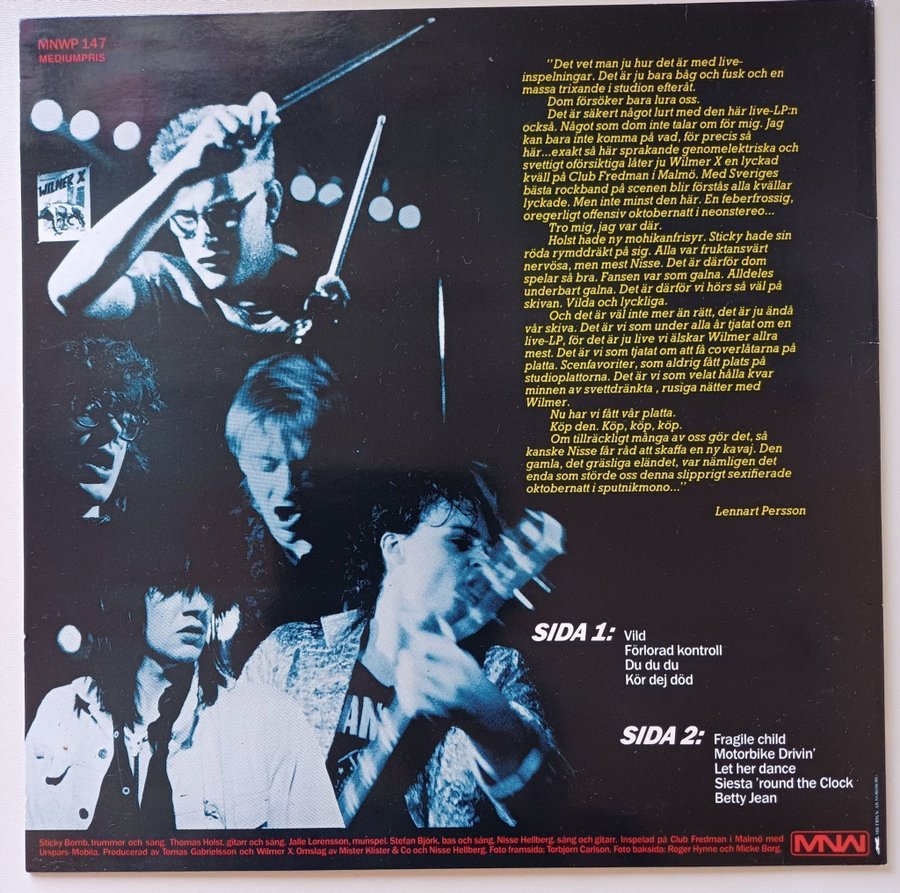 MNWP 147
MEDIUMPRIS
WILMER X
"Det vet man ju hur det är med live-
inspelningar. Det är ju bara båg och fusk och en
massa trixande i studion efteråt.
Dom försöker bara lura oss.
Det är säkert något lurt med den här live-LP:n
också. Något som dom inte talar om för mig. Jag
kan bara inte komma på vad, för precis så
här...exakt så här sprakande genomelektriska och
svettigt oförsiktiga låter ju Wilmer X en lyckad
kväll på Club Fredman i Malmö. Med Sveriges
bästa rockband på scenen blir förstås alla kvällar
lyckade. Men inte minst den här. En feberfrossig,
oregerligt offensiv oktobernatt i neonstereo...
Tro mig, jag var där.
Holst hade ny mohikanfrisyr. Sticky hade sin
röda rymddräkt på sig. Alla var fruktansvärt
nervösa, men mest Nisse. Det är därför dom
spelar så bra. Fansen var som galna. Alldeles
underbart galna. Det är därför vi hörs så väl på
skivan. Vilda och lyckliga.
Och det är väl inte mer än rätt, det är ju ändå
vår skiva. Det är vi som under alla år tjatat om en
live-LP, för det är ju live vi älskar Wilmer allra
mest. Det är vi som tjatat om att få coverlåtarna på
platta. Scenfavoriter, som aldrig fått plats på
studioplattorna. Det är vi som velat hålla kvar
minnen av svettdränkta , rusiga nätter med
Wilmer.
Nu har vi fått vår platta.
Köp den. Köp, köp, köp.
Om tillräckligt många av oss gör det, så
kanske Nisse får råd att skaffa en ny kavaj. Den
gamla, det gräsliga eländet, var nämligen det
enda som störde oss denna slipprigt sexifierade
oktobernatt i sputnikmono..."
Lennart Persson
SIDA 1: Vild
Förlorad kontroll
Du du du
Kör dej död
SIDA 2: Fragile child
Motorbike Drivin'
Let her dance
Siesta 'round the Clock
Betty Jean
Sticky Bomb, trummor och sång. Thomas Holst, gitarr och sång. Jalle Lorensson, munspel. Stefan Björk, bas och sång. Nisse Hellberg, sång och gitarr. Inspelad på Club Fredman i Malmö med
Urspårs Mobila. Producerad av Tomas Gabrielsson och Wilmer X. Omslag av Mister Klister & Co och Nisse Hellberg. Foto framsida: Torbjörn Carlson. Foto baksida: Roger Hynne och Micke Borg.
MNW